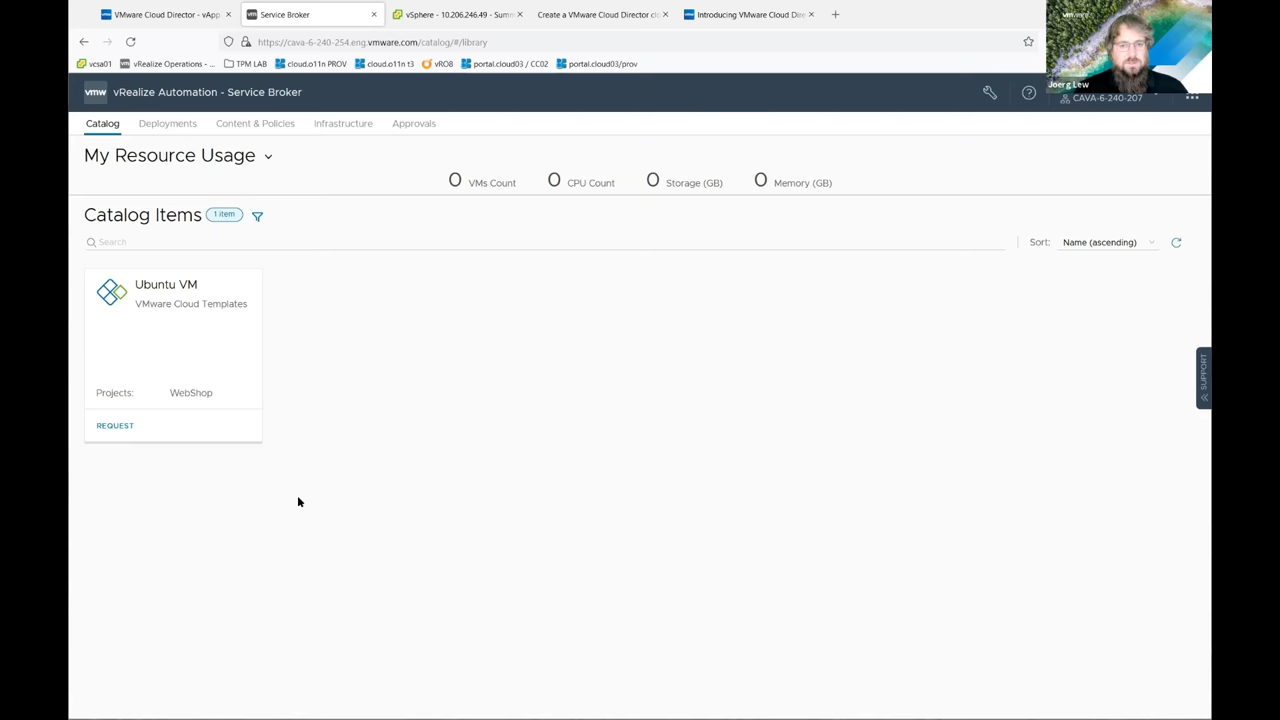 VMware Cloud Director - vApp
Service Broker
vSphere - 10.206.246.49 - Summ
Create a VMware Cloud Director clo
Introducing VMware Cloud Dire
https://cava-6-240-254.eng.vmware.com/catalog/#/library
vcsa01
vRealize Operations - ...
TPM LAB
cloud.o11n PROV
cloud.o11n t3
vRO8
portal.cloud03 / CC02
portal.cloud03/prov
vmware
Joerg Lew
vmw
vRealize Automation - Service Broker
CAVA-6-240-207
Catalog
Deployments
Content & Policies
Infrastructure
Approvals
My Resource Usage
0 VMs Count
0 CPU Count
0 Storage (GB)
0 Memory (GB)
Catalog Items
1 item
Search
Sort:
Name (ascending)
Ubuntu VM
VMware Cloud Templates
Projects:
WebShop
REQUEST
SUPPORT